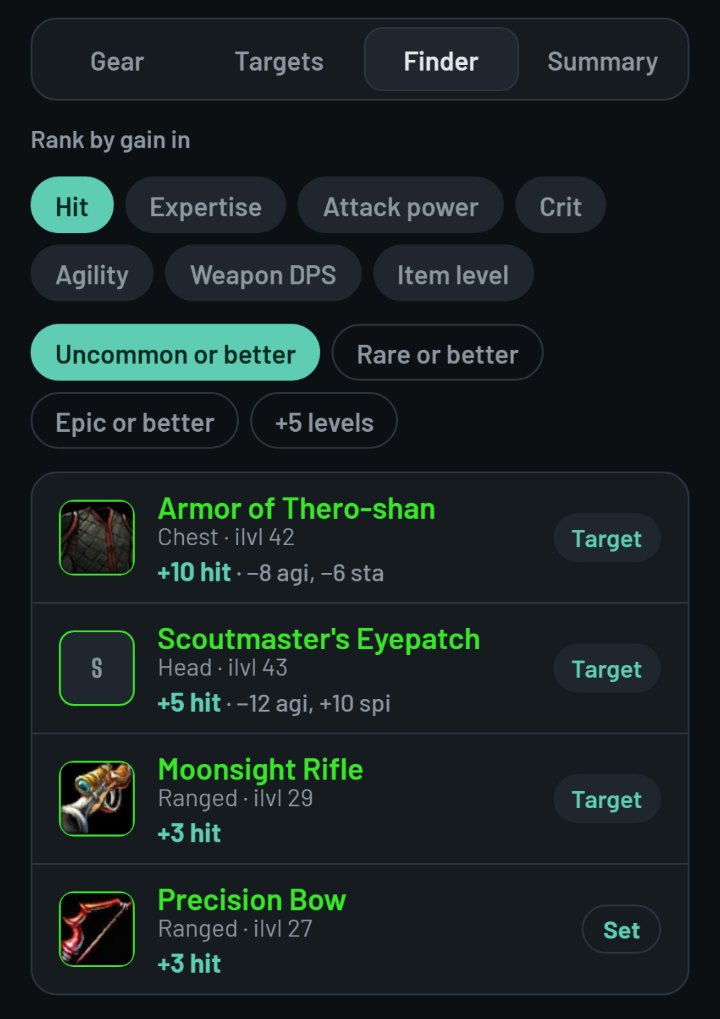 Gear Targets Finder Summary
Rank by gain in
Hit Expertise Attack power Crit
Agility Weapon DPS Item level
Uncommon or better Rare or better
Epic or better +5 levels
Armor of Thero-shan
Chest · ilvl 42
+10 hit · −8 agi, −6 sta
Target
S
Scoutmaster's Eyepatch
Head · ilvl 43
+5 hit · −12 agi, +10 spi
Target
Moonsight Rifle
Ranged · ilvl 29
+3 hit
Target
Precision Bow
Ranged · ilvl 27
+3 hit
Set